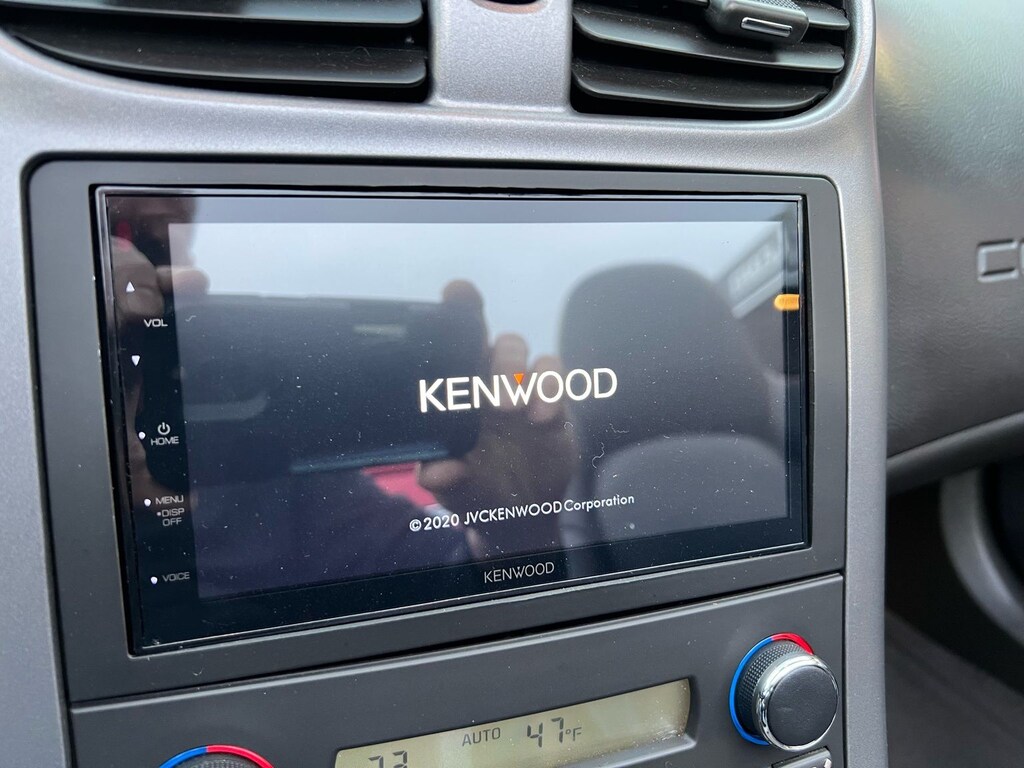 VOL
KENWOOD
HOME
MENU
•DISP
OFF
©2020 JVCKENWOOD Corporation
VOICE
KENWOOD
AUTO 47°F